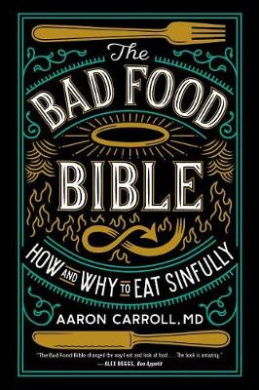 The
BAD FOOD
BIBLE
HOW AND WHY TO EAT SINFULLY
AARON CARROLL, MD
"The Bad Food Bible changed the way I eat and look at food . . . The book is amazing."
— ALEX BEGGS, Bon Appétit